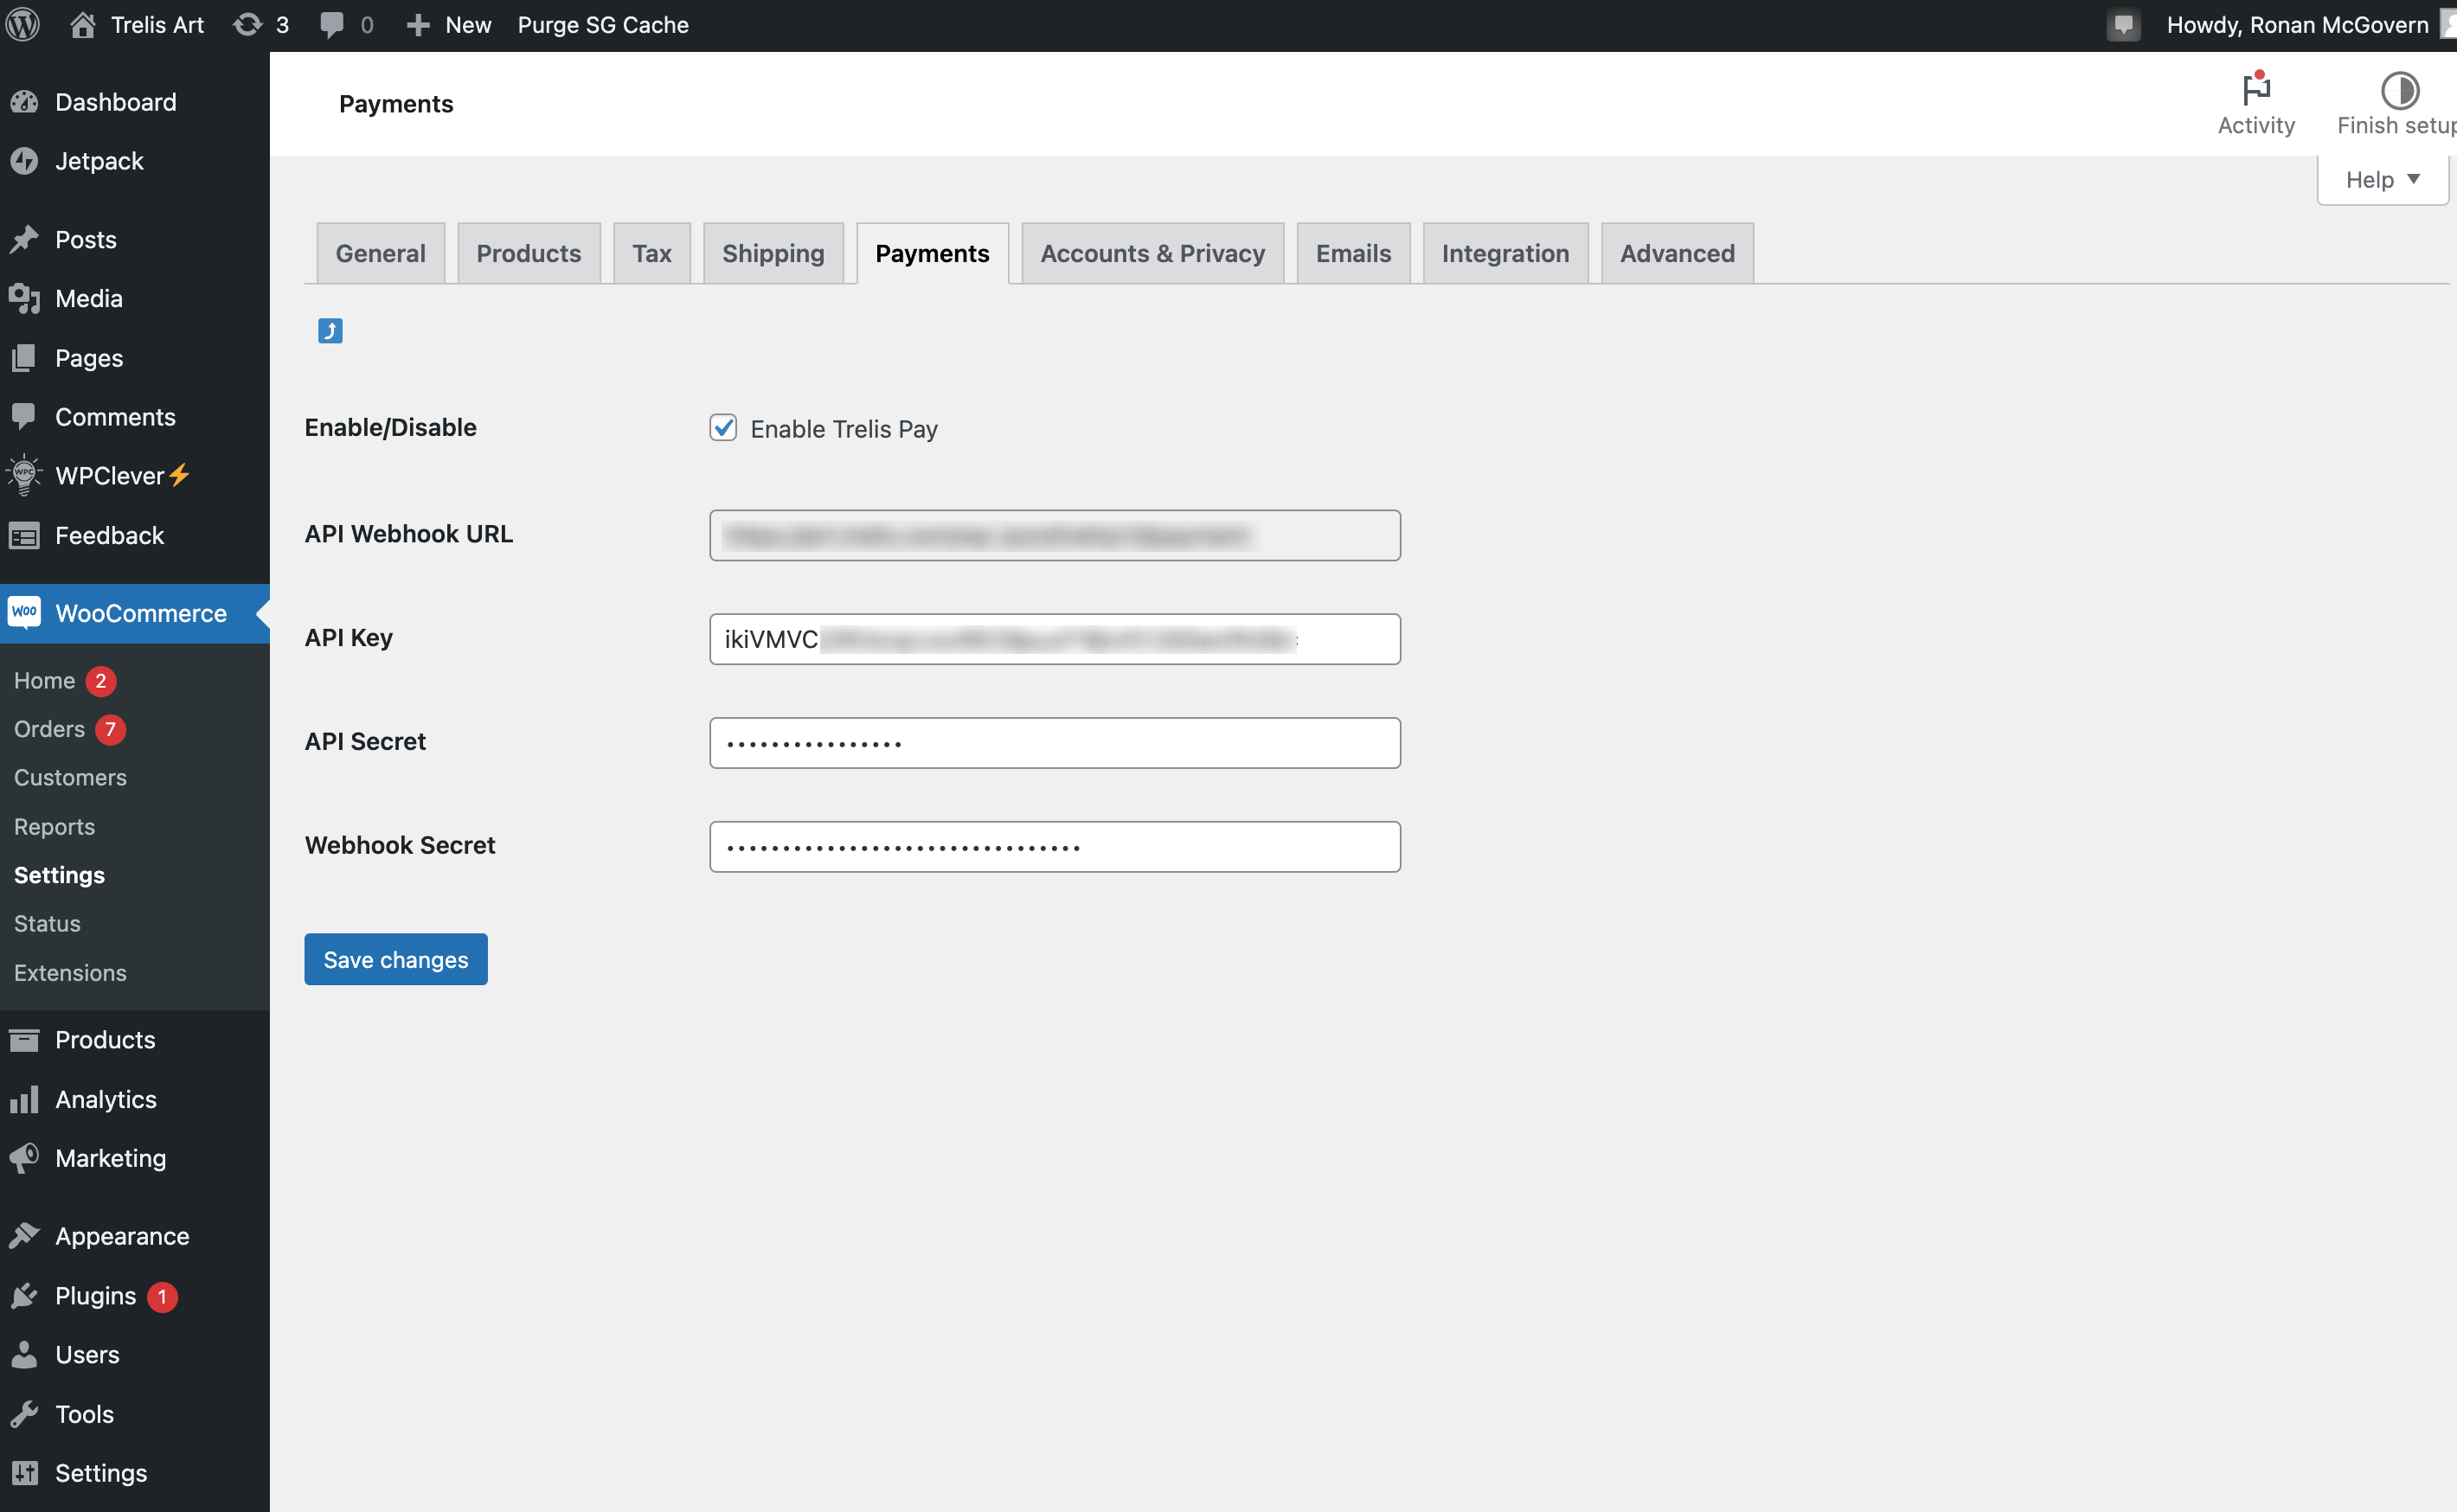 Trelis Art 3 0 New Purge SG Cache Howdy, Ronan McGovern
Dashboard
Jetpack
Posts
Media
Pages
Comments
WPClever⚡
Feedback
Woo WooCommerce
Home 2
Orders 7
Customers
Reports
Settings
Status
Extensions
Products
Analytics
Marketing
Appearance
Plugins 1
Users
Tools
Settings
Payments
Activity
Finish setup
Help ▼
General Products Tax Shipping Payments Accounts & Privacy Emails Integration Advanced
Enable/Disable Enable Trelis Pay
API Webhook URL
API Key ikiVMVC
API Secret ••••••••••••••••
Webhook Secret ••••••••••••••••••••••••••••••••
Save changes